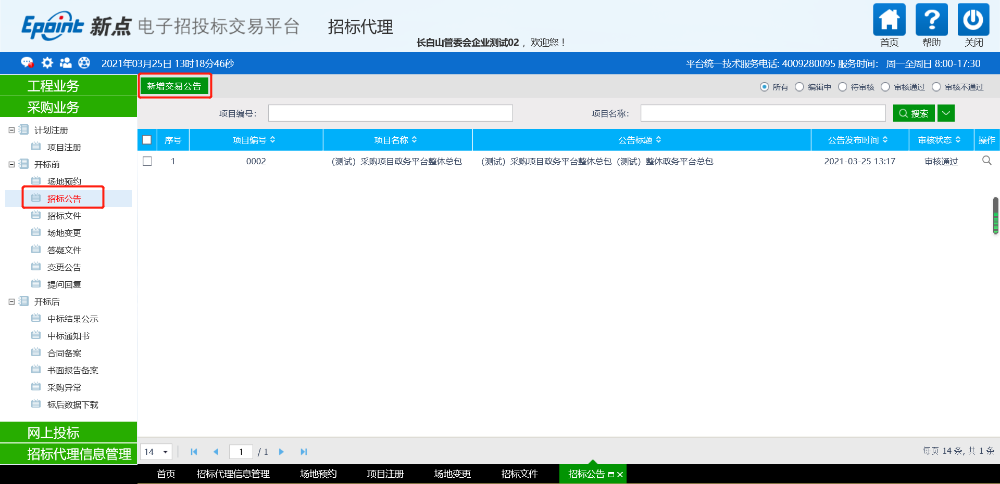 Epoint 新点 电子招投标交易平台 招标代理
首页 帮助 关闭
长白山管委会企业测试02 ，欢迎您！
2021年03月25日 13时18分46秒
平台统一技术服务电话: 4009280095 服务时间： 周一至周日 8:00-17:30
工程业务
采购业务
计划注册
项目注册
开标前
场地预约
招标公告
招标文件
场地变更
答疑文件
变更公告
提问回复
开标后
中标结果公示
中标通知书
合同备案
书面报告备案
采购异常
标后数据下载
网上投标
招标代理信息管理
新增交易公告
所有 编辑中 待审核 审核通过 审核不通过
项目编号： 项目名称： 搜索
序号 项目编号 项目名称 公告标题 公告发布时间 审核状态 操作
1 0002 （测试）采购项目政务平台整体总包 （测试）采购项目政务平台整体总包（测试）整体政务平台总包 2021-03-25 13:17 审核通过
14 1 / 1 每页 14 条, 共 1 条
首页 招标代理信息管理 场地预约 项目注册 场地变更 招标文件 招标公告